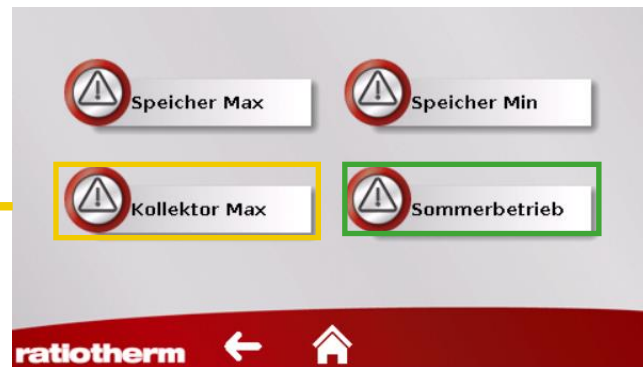 Speicher Max
Speicher Min
Kollektor Max
Sommerbetrieb
ratiotherm